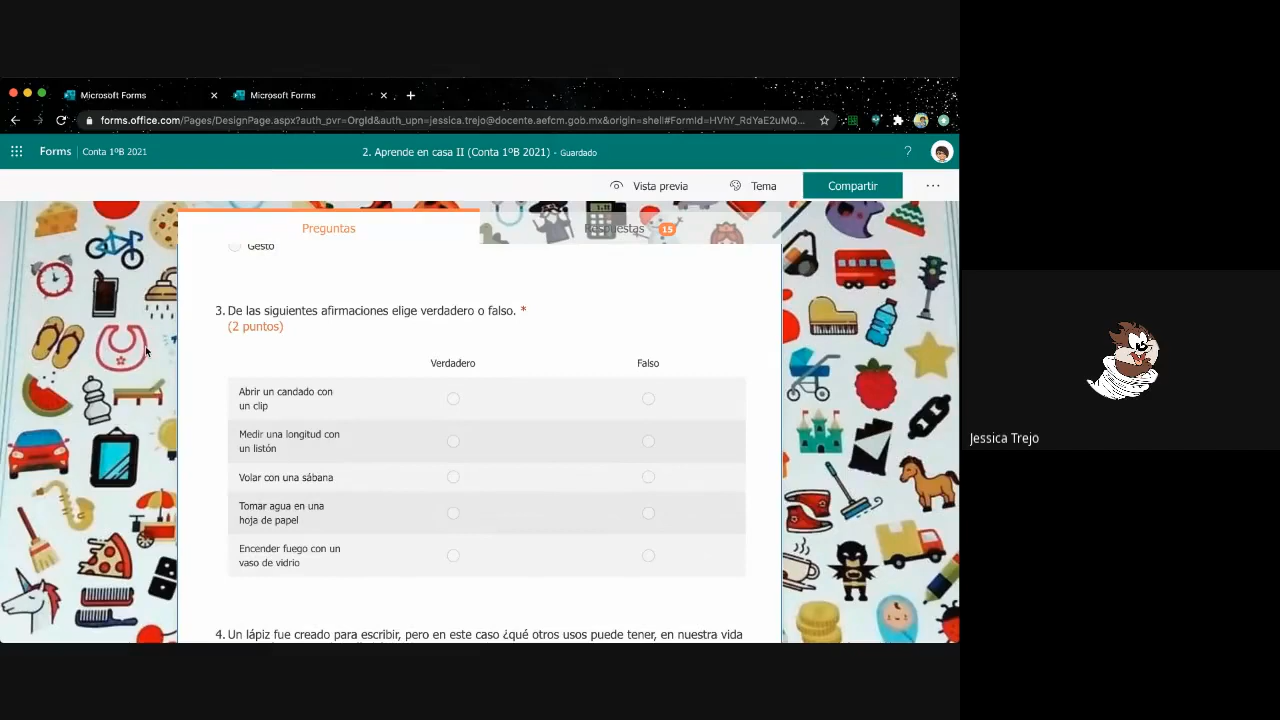 Microsoft Forms
Microsoft Forms
forms.office.com/Pages/DesignPage.aspx?auth_pvr=OrgId&auth_upn=jessica.trejo@docente.aefcm.gob.mx&origin=shell#FormId=HVhY_RdYaE2uMQ...
Forms | Conta 1ºB 2021
2. Aprende en casa II (Conta 1ºB 2021) - Guardado
?
Vista previa
Tema
Compartir
...
Preguntas
Respuestas 15
Gesto
3. De las siguientes afirmaciones elige verdadero o falso. *
(2 puntos)
Verdadero Falso
Abrir un candado con
un clip
Medir una longitud con
un listón
Volar con una sábana
Tomar agua en una
hoja de papel
Encender fuego con un
vaso de vidrio
4. Un lápiz fue creado para escribir, pero en este caso ¿qué otros usos puede tener, en nuestra vida
Jessica Trejo